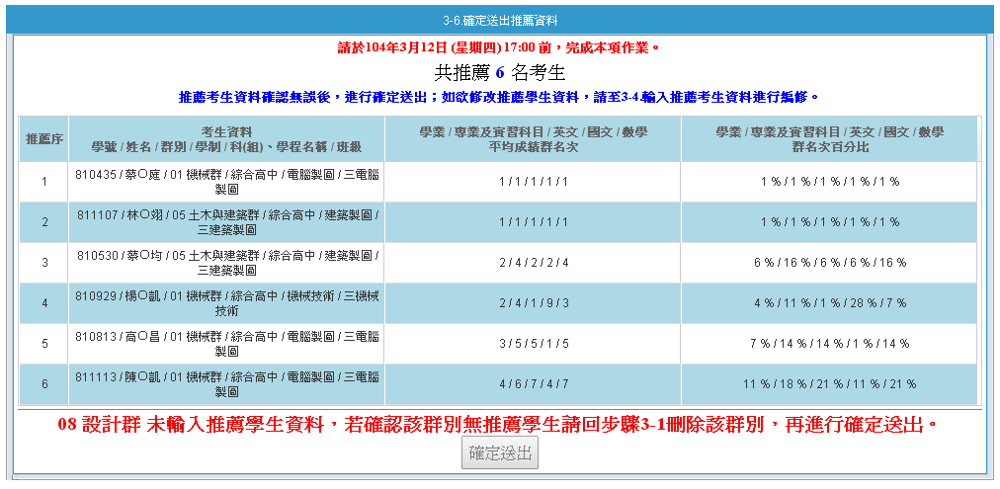 3-6.確定送出推薦資料
請於104年3月12日 (星期四) 17:00 前，完成本項作業。
共推薦 6 名考生
推薦考生資料確認無誤後，進行確定送出；如欲修改推薦學生資料，請至3-4.輸入推薦考生資料進行編修。
推薦序
考生資料
學號 / 姓名 / 群別 / 學制 / 科(組)、學程名稱 / 班級
學業 / 專業及實習科目 / 英文 / 國文 / 數學
平均成績群名次
學業 / 專業及實習科目 / 英文 / 國文 / 數學
群名次百分比
1
810435 / 蔡○庭 / 01 機械群 / 綜合高中 / 電腦製圖 / 三電腦
製圖
1 / 1 / 1 / 1 / 1
1 % / 1 % / 1 % / 1 % / 1 %
2
811107 / 林○翊 / 05 土木與建築群 / 綜合高中 / 建築製圖 /
三建築製圖
1 / 1 / 1 / 1 / 1
1 % / 1 % / 1 % / 1 % / 1 %
3
810530 / 蔡○均 / 05 土木與建築群 / 綜合高中 / 建築製圖 /
三建築製圖
2 / 4 / 2 / 2 / 4
6 % / 16 % / 6 % / 6 % / 16 %
4
810929 / 楊○凱 / 01 機械群 / 綜合高中 / 機械技術 / 三機械
技術
2 / 4 / 1 / 9 / 3
4 % / 11 % / 1 % / 28 % / 7 %
5
810813 / 高○昌 / 01 機械群 / 綜合高中 / 電腦製圖 / 三電腦
製圖
3 / 5 / 5 / 1 / 5
7 % / 14 % / 14 % / 1 % / 14 %
6
811113 / 陳○凱 / 01 機械群 / 綜合高中 / 電腦製圖 / 三電腦
製圖
4 / 6 / 7 / 4 / 7
11 % / 18 % / 21 % / 11 % / 21 %
08 設計群 未輸入推薦學生資料，若確認該群別無推薦學生請回步驟3-1刪除該群別，再進行確定送出。
確定送出